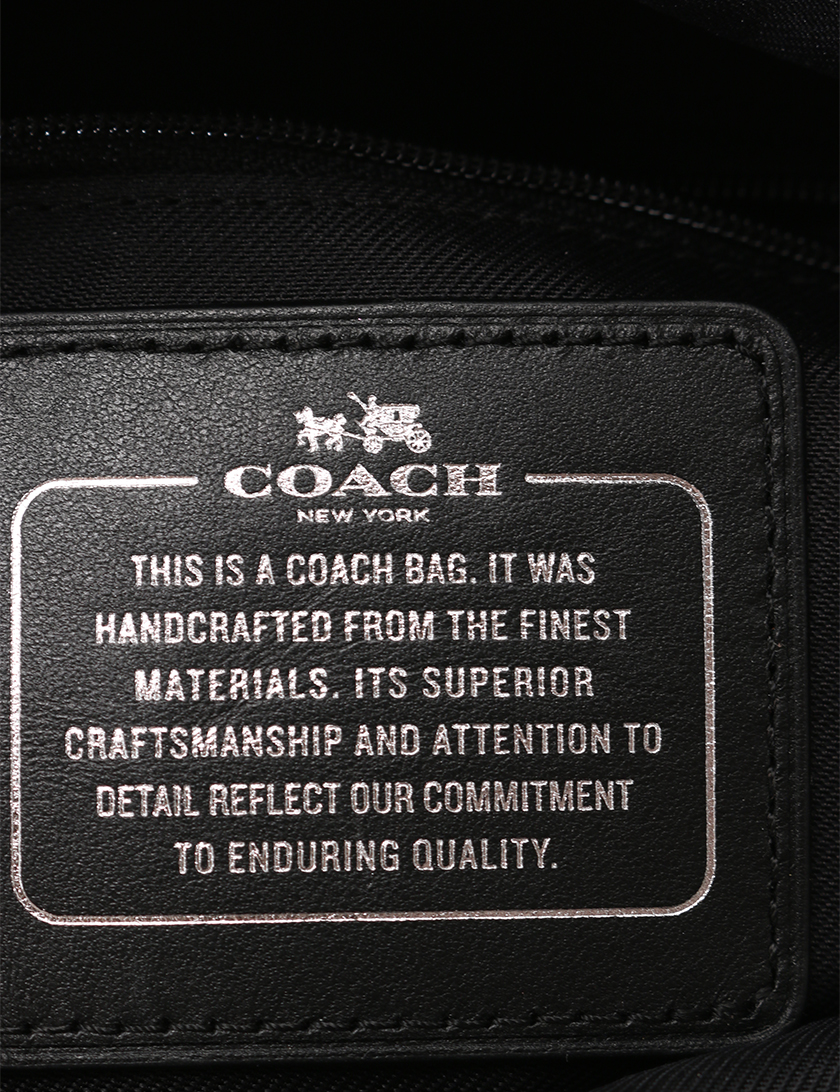 COACH
NEW YORK
THIS IS A COACH BAG. IT WAS
HANDCRAFTED FROM THE FINEST
MATERIALS. ITS SUPERIOR
CRAFTSMANSHIP AND ATTENTION TO
DETAIL REFLECT OUR COMMITMENT
TO ENDURING QUALITY.